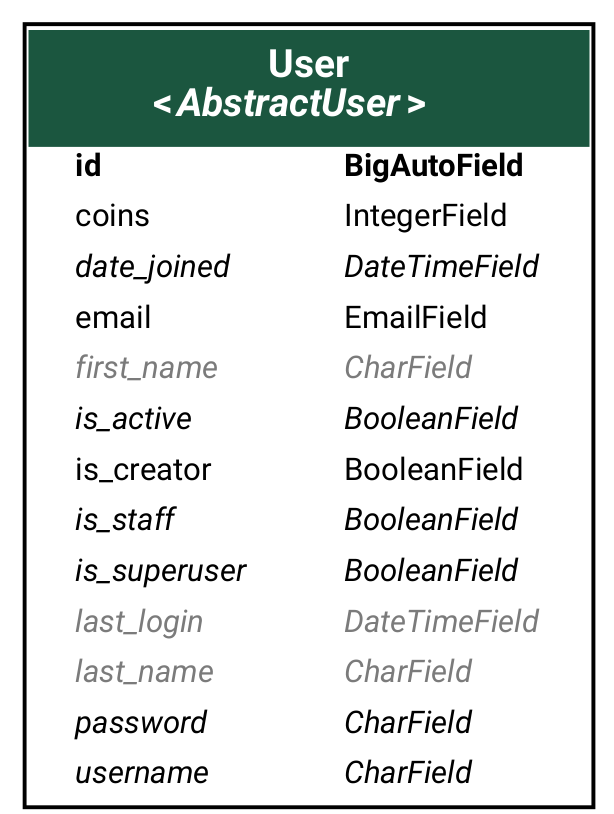 User
<AbstractUser>
id BigAutoField
coins IntegerField
date_joined DateTimeField
email EmailField
first_name CharField
is_active BooleanField
is_creator BooleanField
is_staff BooleanField
is_superuser BooleanField
last_login DateTimeField
last_name CharField
password CharField
username CharField